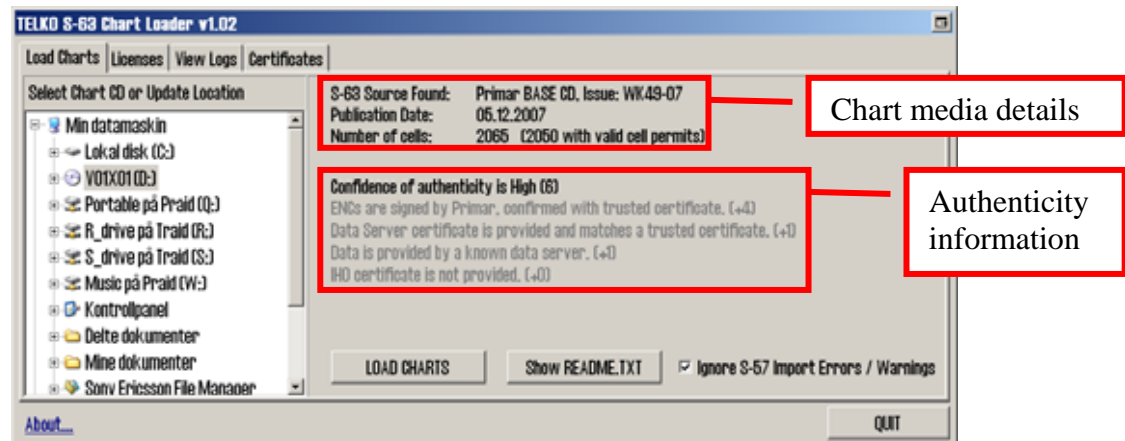 TELKO S-63 Chart Loader v1.02
Load Charts
Licenses
View Logs
Certificates
Select Chart CD or Update Location
Min datamaskin
Lokal disk (C:)
V01X01 (D:)
Portable på Praid (Q:)
R_drive på Traid (R:)
S_drive på Traid (S:)
Music på Praid (W:)
Kontrollpanel
Delte dokumenter
Mine dokumenter
Sony Ericsson File Manager
S-63 Source Found: Primar BASE CD, Issue: WK49-07
Publication Date: 05.12.2007
Number of cells: 2065 (2050 with valid cell permits)
Confidence of authenticity is High (6)
ENCs are signed by Primar, confirmed with trusted certificate. (+4)
Data Server certificate is provided and matches a trusted certificate. (+1)
Data is provided by a known data server. (+1)
IHO certificate is not provided. (+0)
LOAD CHARTS
Show README.TXT
Ignore S-57 Import Errors / Warnings
About...
QUIT
Chart media details
Authenticity
information